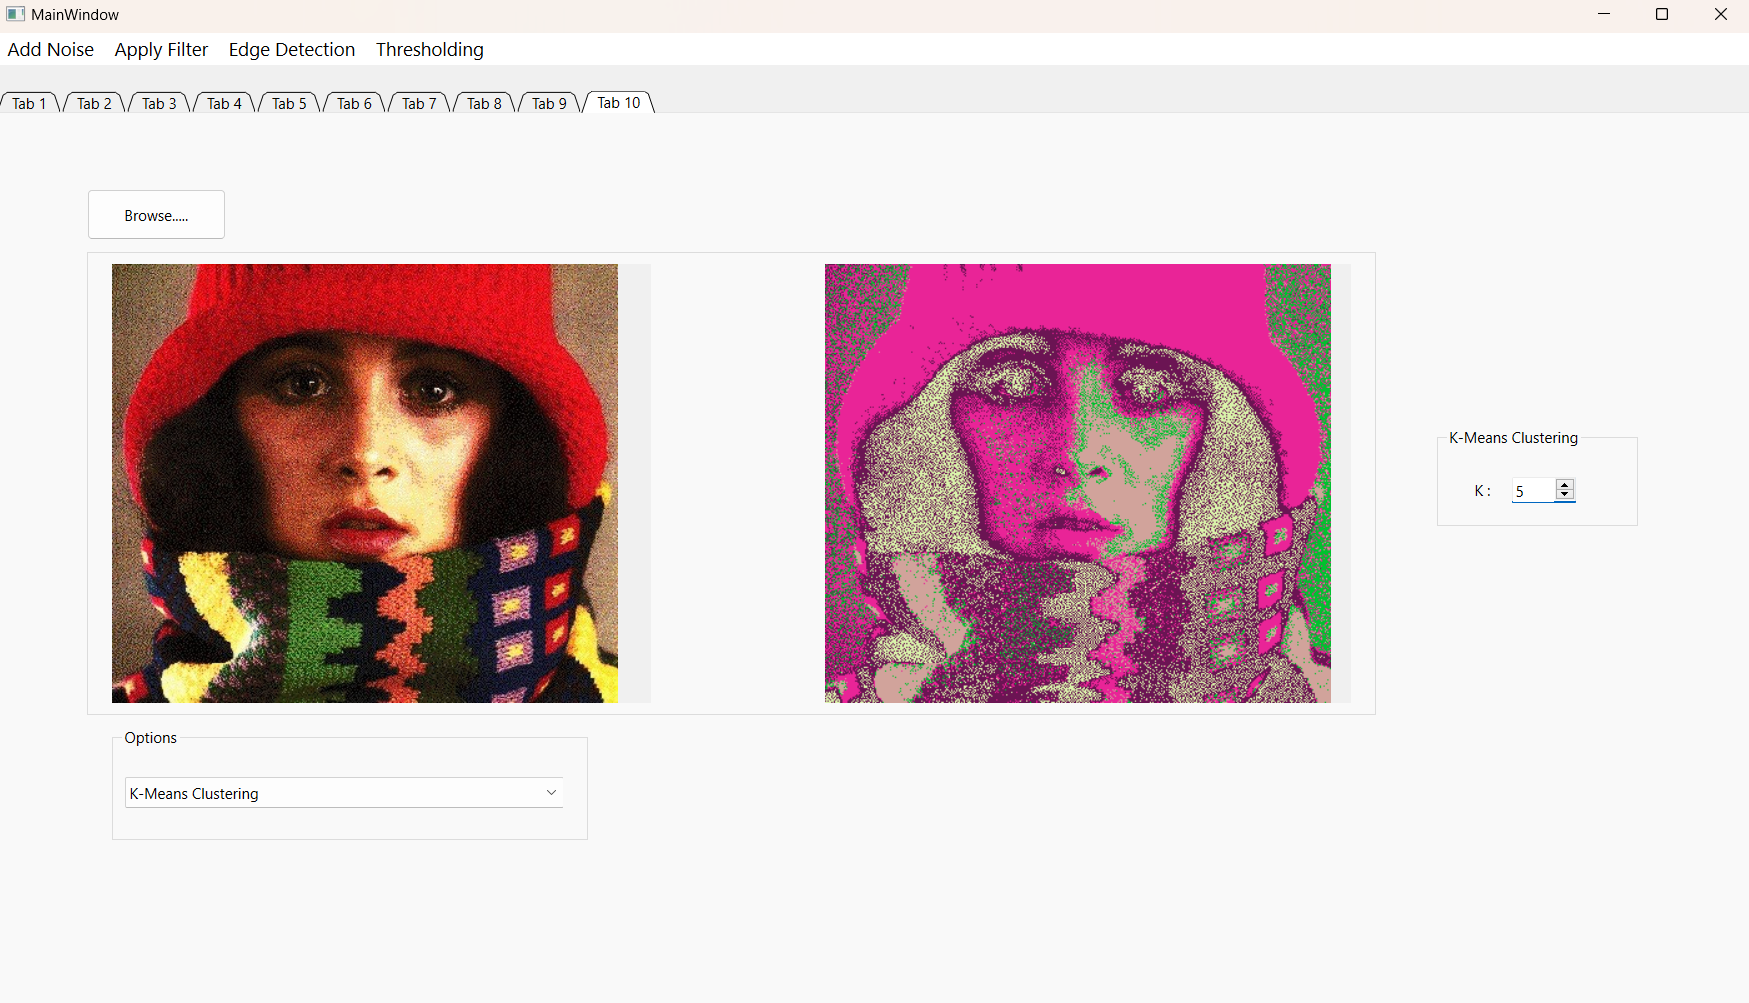 MainWindow
Add Noise Apply Filter Edge Detection Thresholding
Tab 1 Tab 2 Tab 3 Tab 4 Tab 5 Tab 6 Tab 7 Tab 8 Tab 9 Tab 10
Browse.....
K-Means Clustering
K : 5
Options
K-Means Clustering